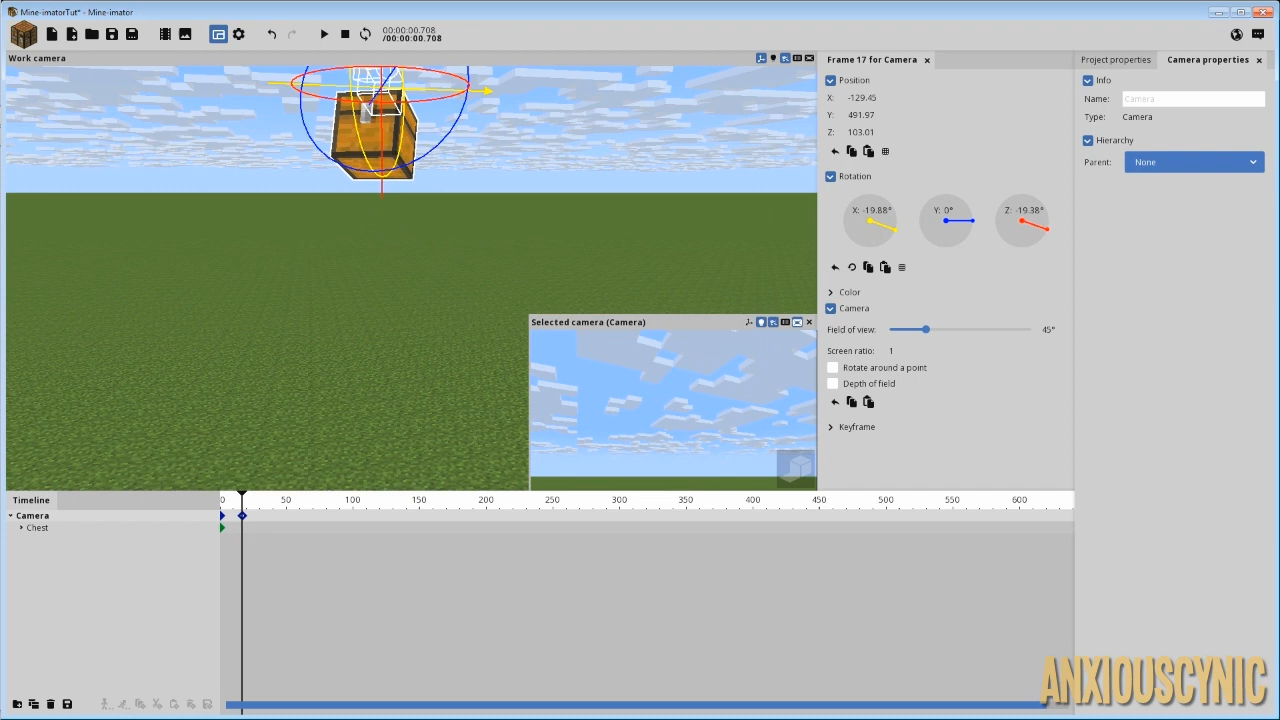 Mine-imatorTut* - Mine-imator
00:00:00.708
/00:00:00.708
Work camera
Frame 17 for Camera
Project properties
Camera properties
Position
X: -129.45
Y: 491.97
Z: 103.01
Rotation
X: -19.88°
Y: 0°
Z: -19.38°
Color
Camera
Field of view: 45°
Screen ratio: 1
Rotate around a point
Depth of field
Keyframe
Info
Name: Camera
Type: Camera
Hierarchy
Parent: None
Selected camera (Camera)
Timeline
0 50 100 150 200 250 300 350 400 450 500 550 600
Camera
Chest
ANXIOUSCYNIC